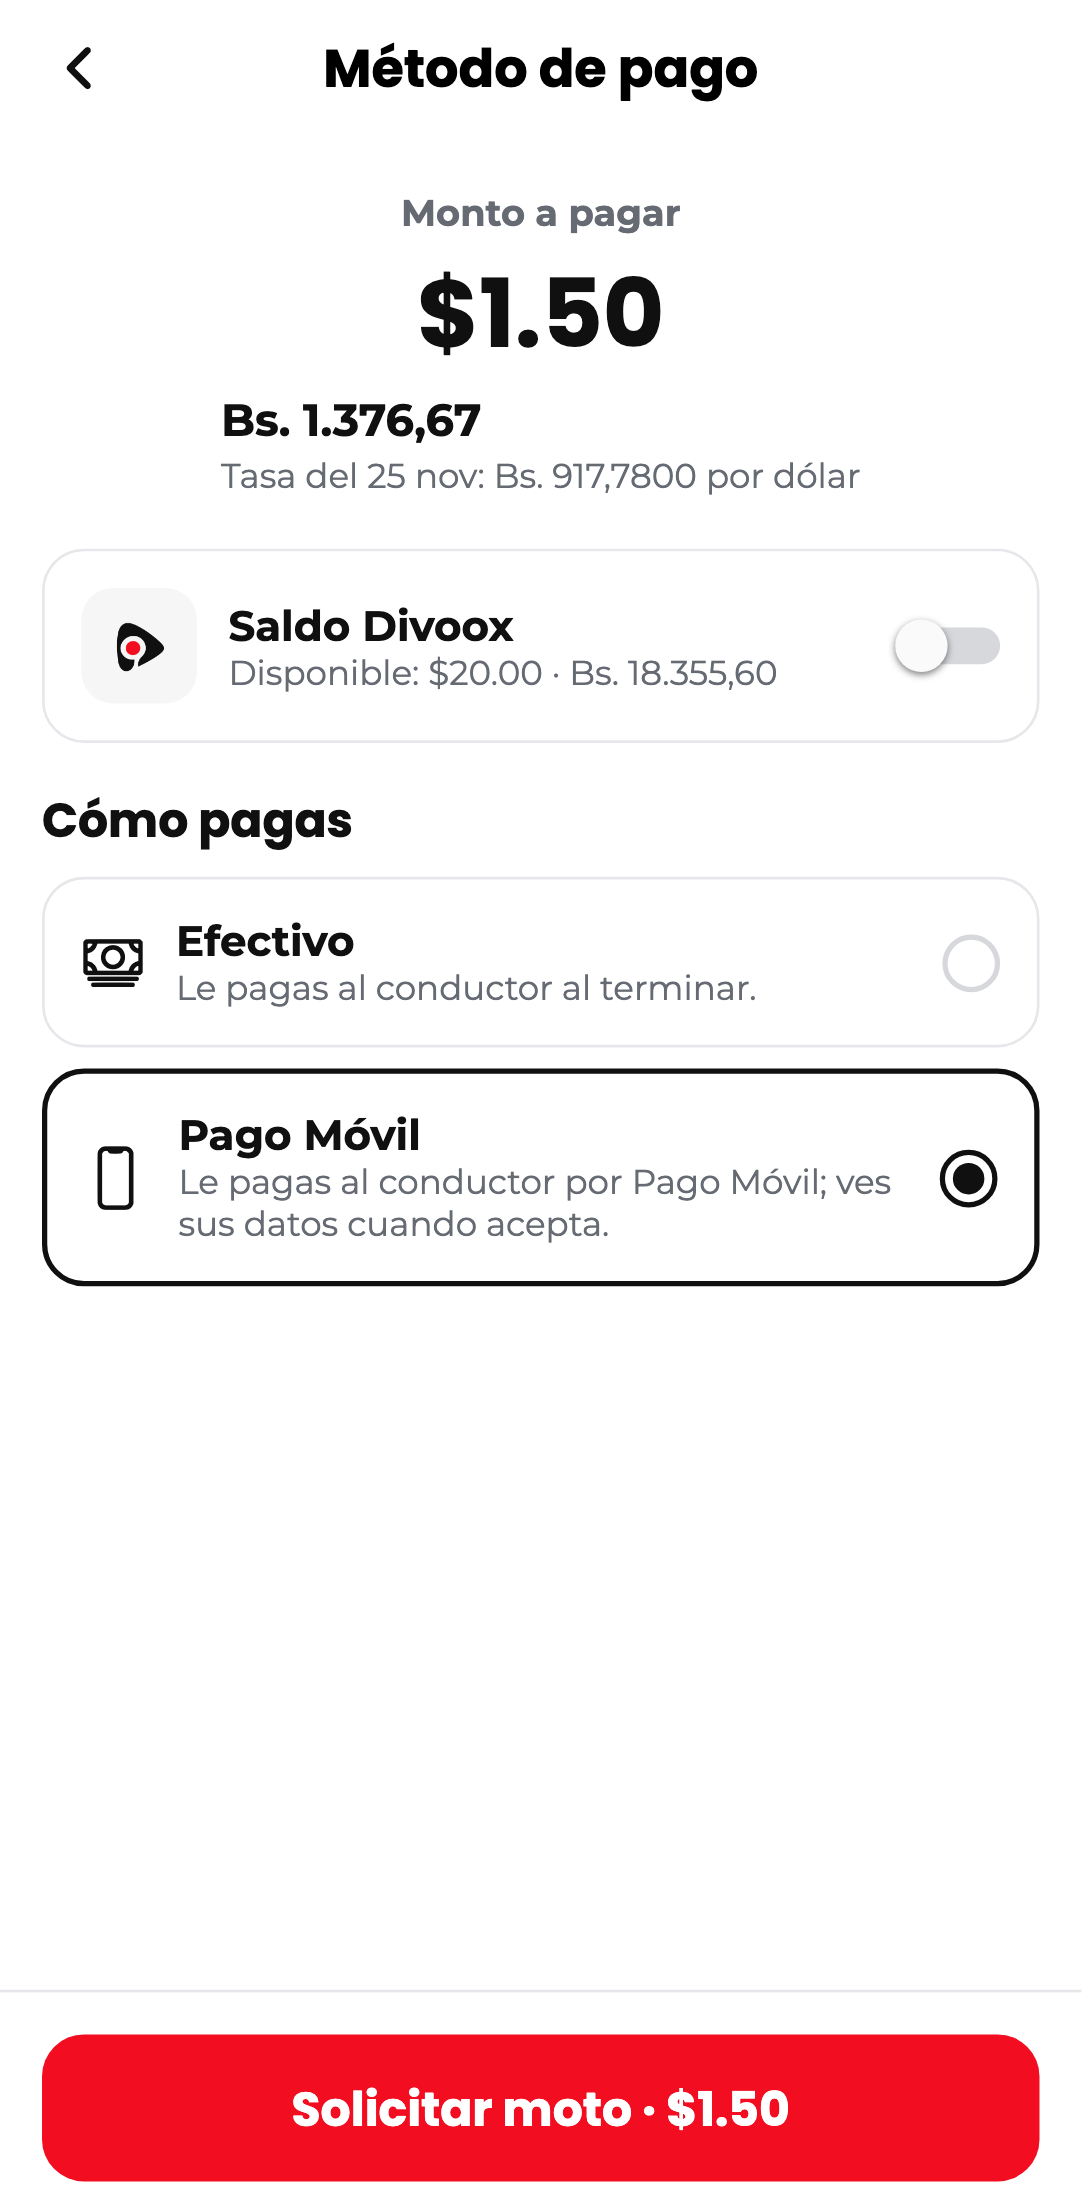 Método de pago
Monto a pagar
$1.50
Bs. 1.376,67
Tasa del 25 nov: Bs. 917,7800 por dólar
Saldo Divoox
Disponible: $20.00 · Bs. 18.355,60
Cómo pagas
Efectivo
Le pagas al conductor al terminar.
Pago Móvil
Le pagas al conductor por Pago Móvil; ves
sus datos cuando acepta.
Solicitar moto · $1.50